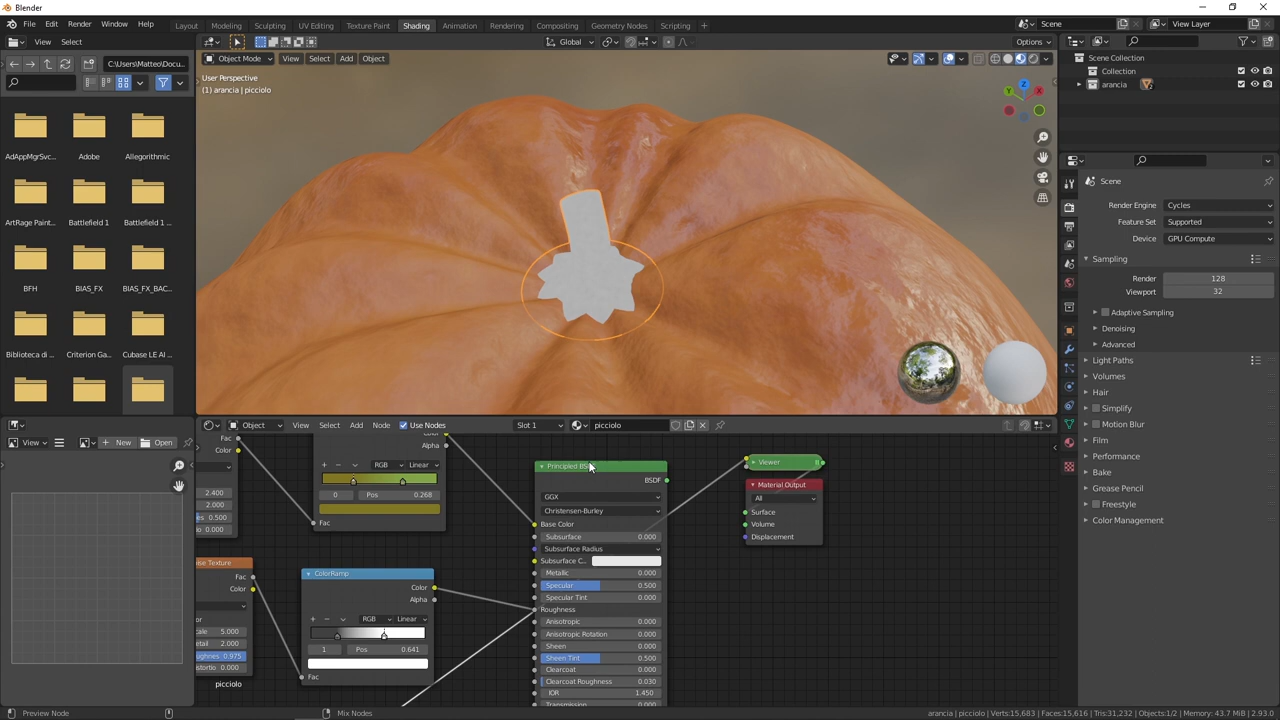 Blender
File Edit Render Window Help Layout Modeling Sculpting UV Editing Texture Paint Shading Animation Rendering Compositing Geometry Nodes Scripting + Scene View Layer
View Select Global Options
C:\Users\Matteo\Docu...
Object Mode View Select Add Object
User Perspective
(1) arancia | picciolo
Scene Collection
Collection
arancia
AdAppMgrSvc... Adobe Allegorithmic
ArtRage Paint... Battlefield 1 Battlefield 1 ...
BFH BIAS_FX BIAS_FX_BAC...
Biblioteca di ... Criterion Ga... Cubase LE AI ...
Scene
Render Engine Cycles
Feature Set Supported
Device GPU Compute
Sampling
Render 128
Viewport 32
Adaptive Sampling
Denoising
Advanced
Light Paths
Volumes
Hair
Simplify
Motion Blur
Film
Performance
Bake
Grease Pencil
Freestyle
Color Management
Object View Select Add Node Use Nodes Slot 1 picciolo
View New Open
Fac
Color
2.400
2.000
0.500
0.000
Alpha
RGB Linear
0 Pos 0.268
Fac
Principled BS
BSDF
GGX
Christensen-Burley
Base Color
Subsurface 0.000
Subsurface Radius
Subsurface C...
Metallic 0.000
Specular 0.500
Specular Tint 0.000
Roughness
Anisotropic 0.000
Anisotropic Rotation 0.000
Sheen 0.000
Sheen Tint 0.500
Clearcoat 0.000
Clearcoat Roughness 0.030
IOR 1.450
Viewer
Material Output
All
Surface
Volume
Displacement
Texture
Fac
Color
5.000
2.000
0.975
0.000
ColorRamp
Color
Alpha
RGB Linear
1 Pos 0.641
Fac
picciolo
Preview Node Mix Nodes arancia | picciolo | Verts:15,683 | Faces:15,616 | Tris:31,232 | Objects:1/2 | Memory: 43.7 MiB | 2.93.0